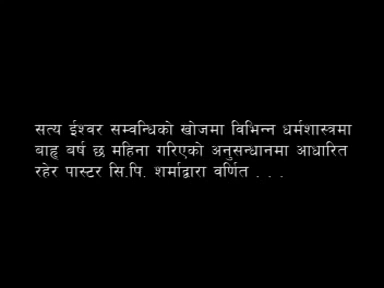 सत्य ईश्वर सम्वन्धिको खोजमा विभिन्न धर्मशास्त्रमा
बाह्र वर्ष छ महिना गरिएको अनुसन्धानमा आधारित
रहेर पास्टर सि.पि. शर्माद्वारा वर्णित . . .